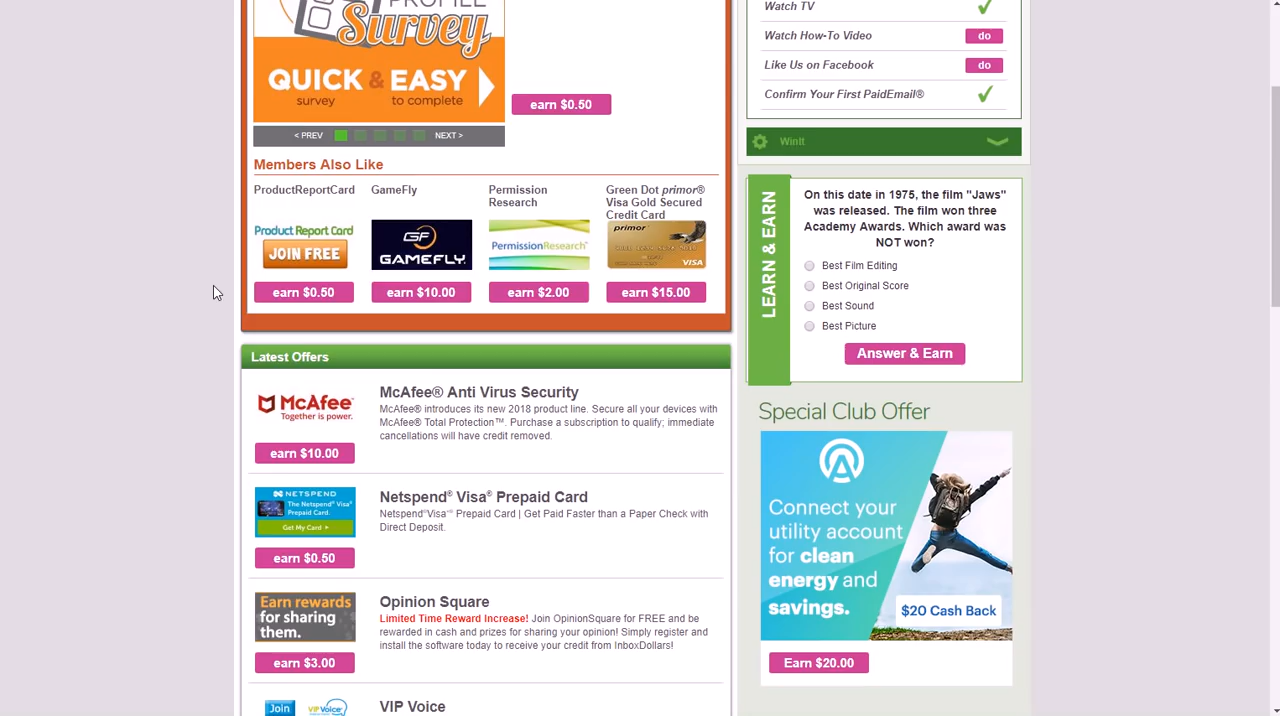 PROFILE
Survey
QUICK & EASY
survey to complete
earn $0.50
< PREV NEXT >
Members Also Like
ProductReportCard
Product Report Card
JOIN FREE
earn $0.50
GameFly
GF
GAMEFLY.
earn $10.00
Permission
Research
PermissionResearch
earn $2.00
Green Dot primor®
Visa Gold Secured
Credit Card
primor
VISA
earn $15.00
Latest Offers
McAfee
Together is power.
earn $10.00
McAfee® Anti Virus Security
McAfee® introduces its new 2018 product line. Secure all your devices with
McAfee® Total Protection™. Purchase a subscription to qualify; immediate
cancellations will have credit removed.
NETSPEND
The Netspend® Visa®
Prepaid Card.
Get My Card >
earn $0.50
Netspend® Visa® Prepaid Card
Netspend®Visa® Prepaid Card | Get Paid Faster than a Paper Check with
Direct Deposit.
Earn rewards
for sharing
them.
earn $3.00
Opinion Square
Limited Time Reward Increase! Join OpinionSquare for FREE and be
rewarded in cash and prizes for sharing your opinion! Simply register and
install the software today to receive your credit from InboxDollars!
Join
VIP Voice
VIP Voice
Watch TV
Watch How-To Video do
Like Us on Facebook do
Confirm Your First PaidEmail®
WinIt
LEARN & EARN
On this date in 1975, the film "Jaws"
was released. The film won three
Academy Awards. Which award was
NOT won?
Best Film Editing
Best Original Score
Best Sound
Best Picture
Answer & Earn
Special Club Offer
Connect your
utility account
for clean
energy and
savings.
$20 Cash Back
Earn $20.00